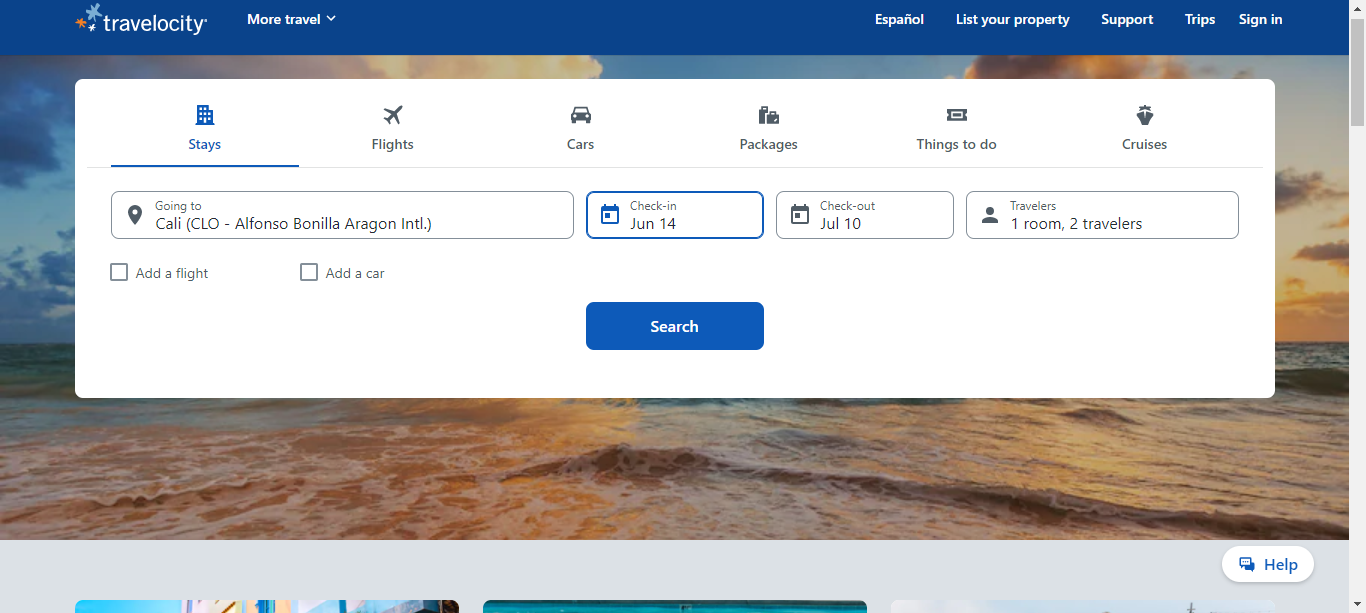 travelocity
More travel
Español
List your property
Support
Trips
Sign in
Stays
Flights
Cars
Packages
Things to do
Cruises
Going to
Cali (CLO - Alfonso Bonilla Aragon Intl.)
Check-in
Jun 14
Check-out
Jul 10
Travelers
1 room, 2 travelers
Add a flight
Add a car
Search
Help